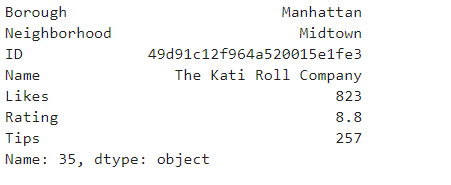 Borough                      Manhattan
Neighborhood                   Midtown
ID            49d91c12f964a520015e1fe3
Name             The Kati Roll Company
Likes                              823
Rating                             8.8
Tips                               257
Name: 35, dtype: object